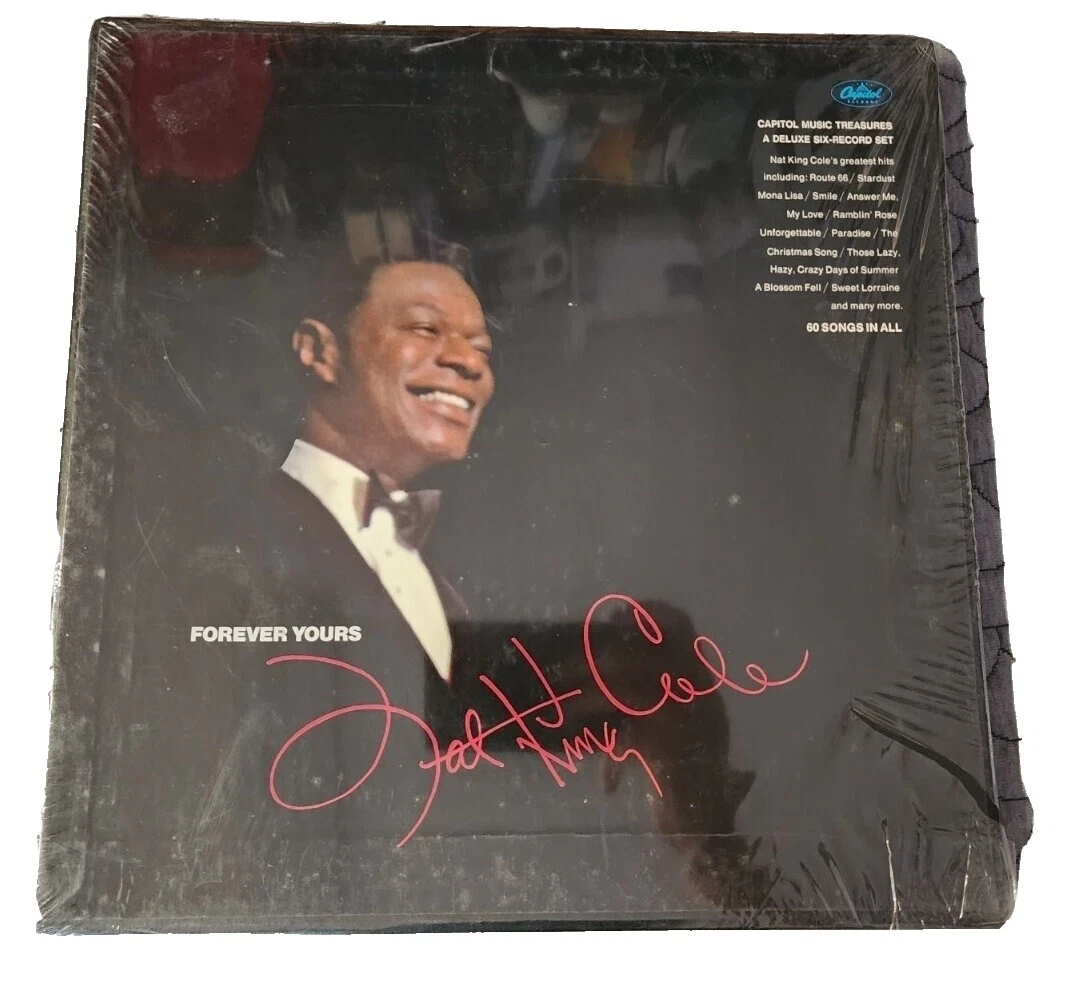 Capitol
RECORDS
CAPITOL MUSIC TREASURES
A DELUXE SIX-RECORD SET
Nat King Cole's greatest hits
including: Route 66 / Stardust
Mona Lisa / Smile / Answer Me,
My Love / Ramblin' Rose
Unforgettable / Paradise / The
Christmas Song / Those Lazy,
Hazy, Crazy Days of Summer
A Blossom Fell / Sweet Lorraine
and many more.
60 SONGS IN ALL
FOREVER YOURS
Nat King Cole